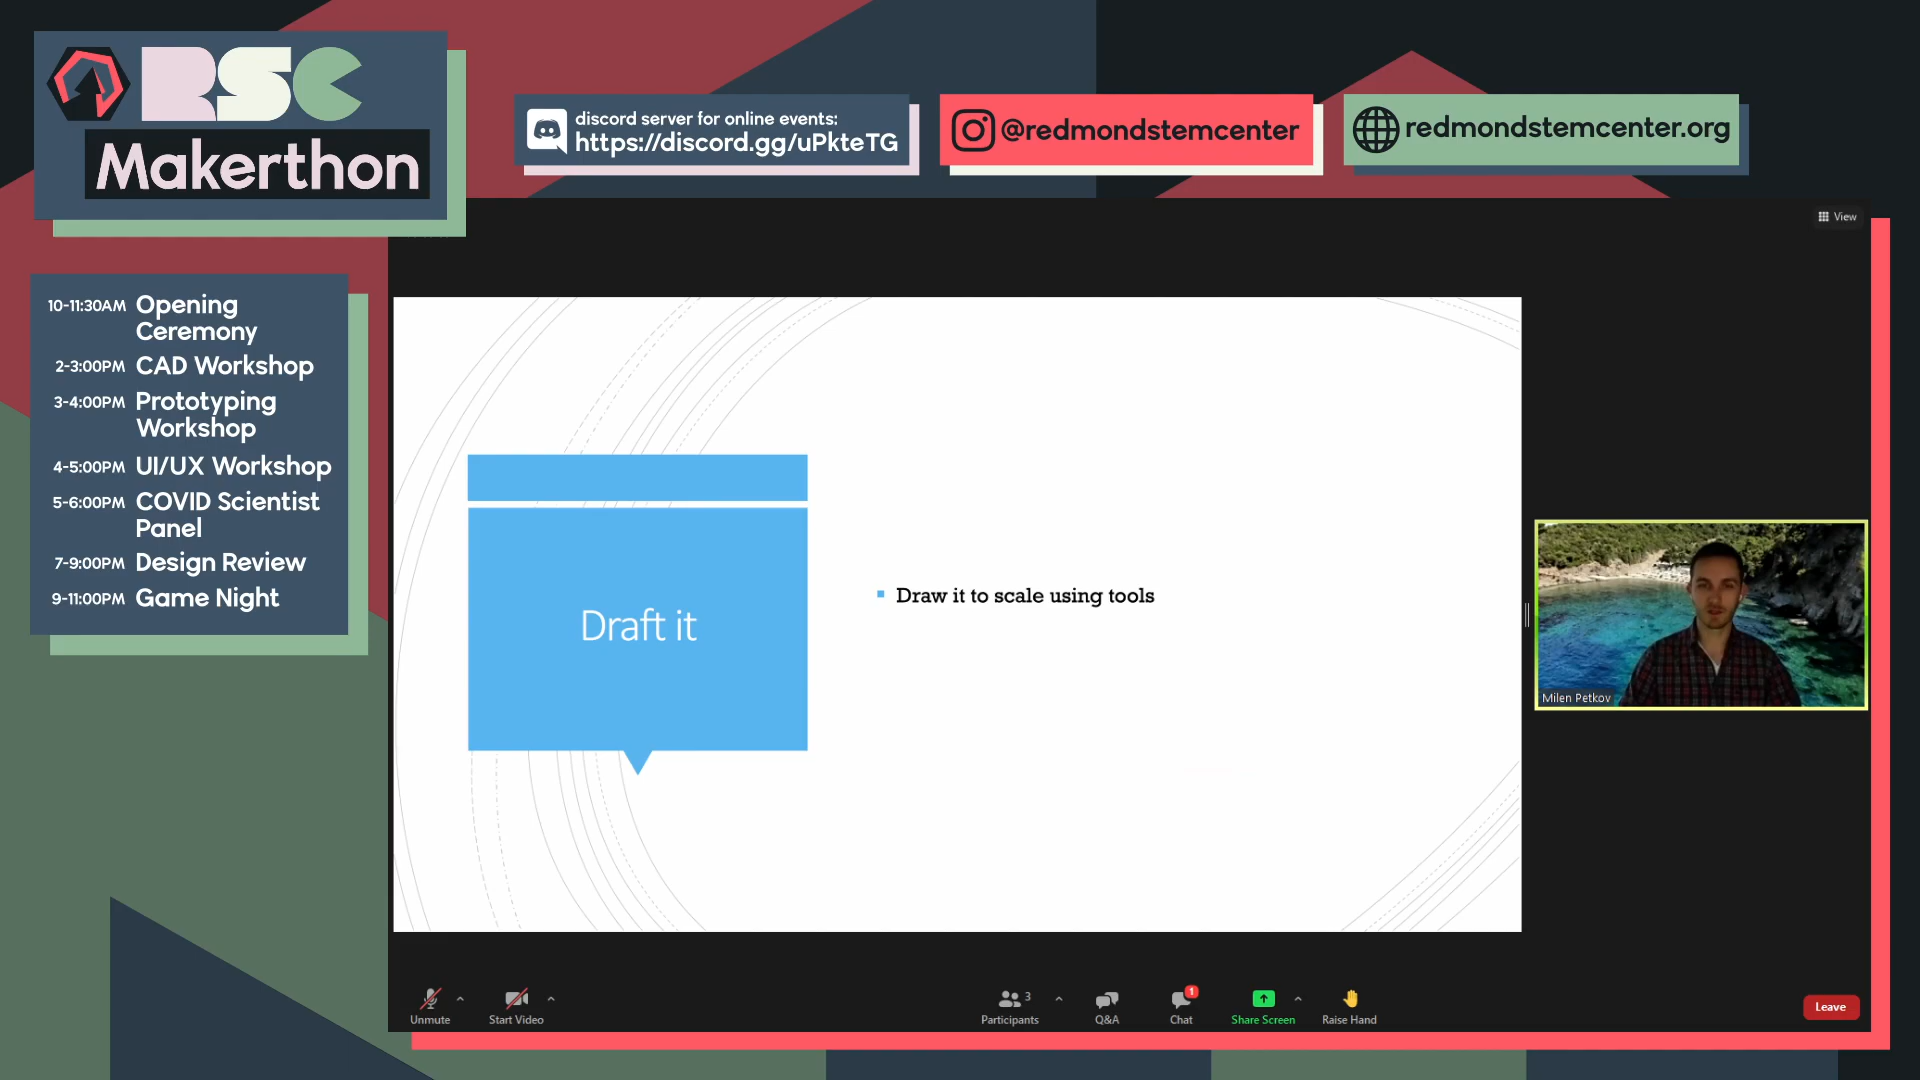 RSC
Makerthon
discord server for online events:
https://discord.gg/uPkteTG
@redmondstemcenter
redmondstemcenter.org
View
10-11:30AM Opening
Ceremony
2-3:00PM CAD Workshop
3-4:00PM Prototyping
Workshop
4-5:00PM UI/UX Workshop
5-6:00PM COVID Scientist
Panel
7-9:00PM Design Review
9-11:00PM Game Night
Draft it
Draw it to scale using tools
Milen Petkov
Unmute
Start Video
3
Participants
Q&A
1
Chat
Share Screen
Raise Hand
Leave